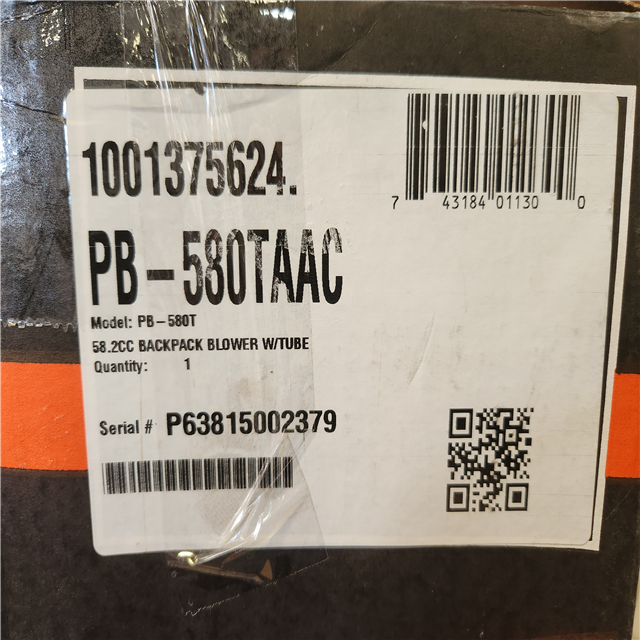 1001375624.
7 43184 01130 0
PB-580TAAC
Model: PB-580T
58.2CC BACKPACK BLOWER W/TUBE
Quantity: 1
Serial # P63815002379